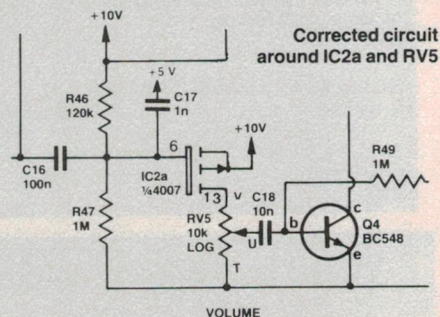 Corrected circuit
around IC2a and RV5
+10V
+5 V
R46
120k
C17
1n
+10V
R49
1M
6
C16
100n
IC2a
¼4007
13
V
C18
10n
R47
1M
RV5
10k
LOG
U
T
b
c
e
Q4
BC548
VOLUME